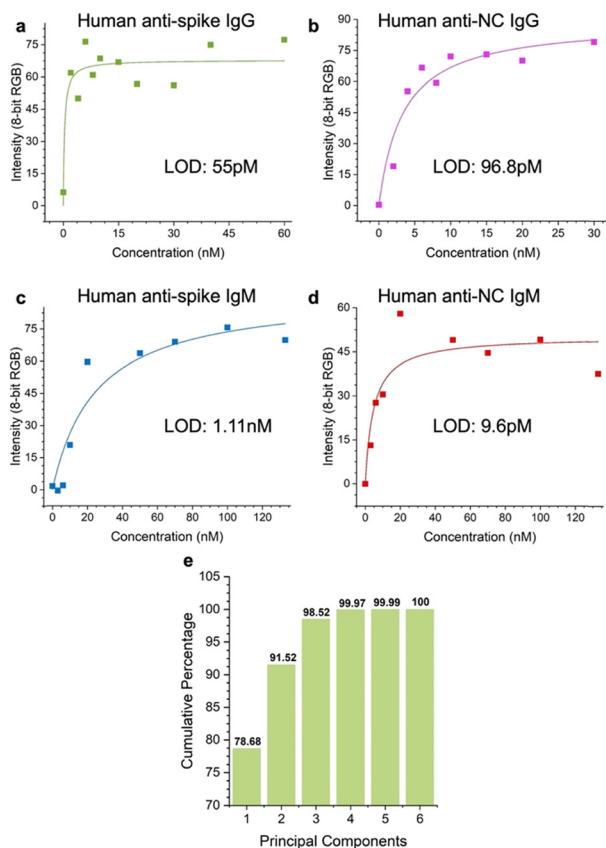 a
Human anti-spike IgG
Intensity (8-bit RGB)
75
60
45
30
15
0
LOD: 55pM
0 15 30 45 60
Concentration (nM)
b
Human anti-NC IgG
Intensity (8-bit RGB)
90
75
60
45
30
15
0
LOD: 96.8pM
0 5 10 15 20 25 30
Concentration (nM)
c
Human anti-spike IgM
Intensity (8-bit RGB)
75
50
25
0
LOD: 1.11nM
0 20 40 60 80 100 120
Concentration (nM)
d
Human anti-NC IgM
Intensity (8-bit RGB)
60
45
30
15
0
LOD: 9.6pM
0 20 40 60 80 100 120
Concentration (nM)
e
Cumulative Percentage
105
100
95
90
85
80
75
70
78.68
91.52
98.52
99.97
99.99
100
1 2 3 4 5 6
Principal Components